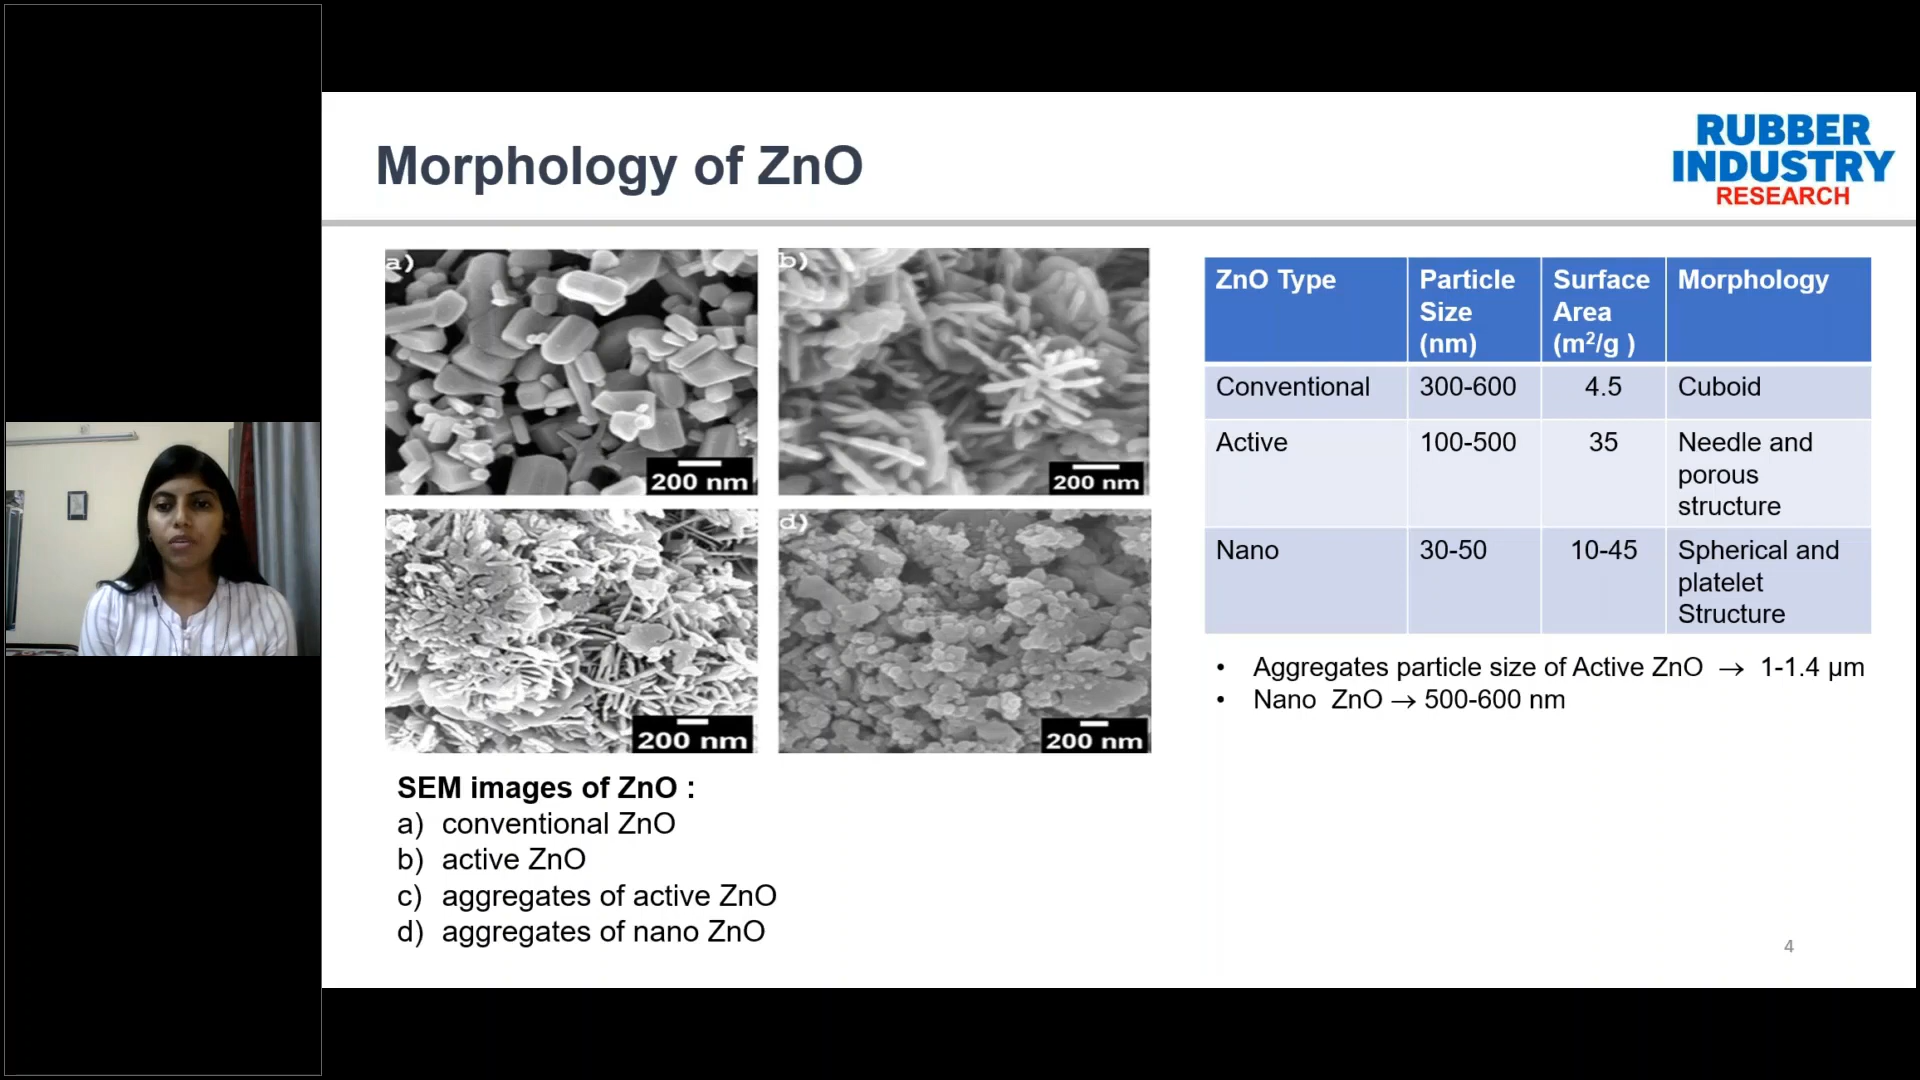 Morphology of ZnO
RUBBER
INDUSTRY
RESEARCH
a)
b)
200 nm
200 nm
d)
200 nm
200 nm
SEM images of ZnO :
a) conventional ZnO
b) active ZnO
c) aggregates of active ZnO
d) aggregates of nano ZnO
ZnO Type
Particle Size (nm)
Surface Area (m²/g )
Morphology
Conventional
300-600
4.5
Cuboid
Active
100-500
35
Needle and
porous
structure
Nano
30-50
10-45
Spherical and
platelet
Structure
• Aggregates particle size of Active ZnO → 1-1.4 µm
• Nano ZnO → 500-600 nm
4